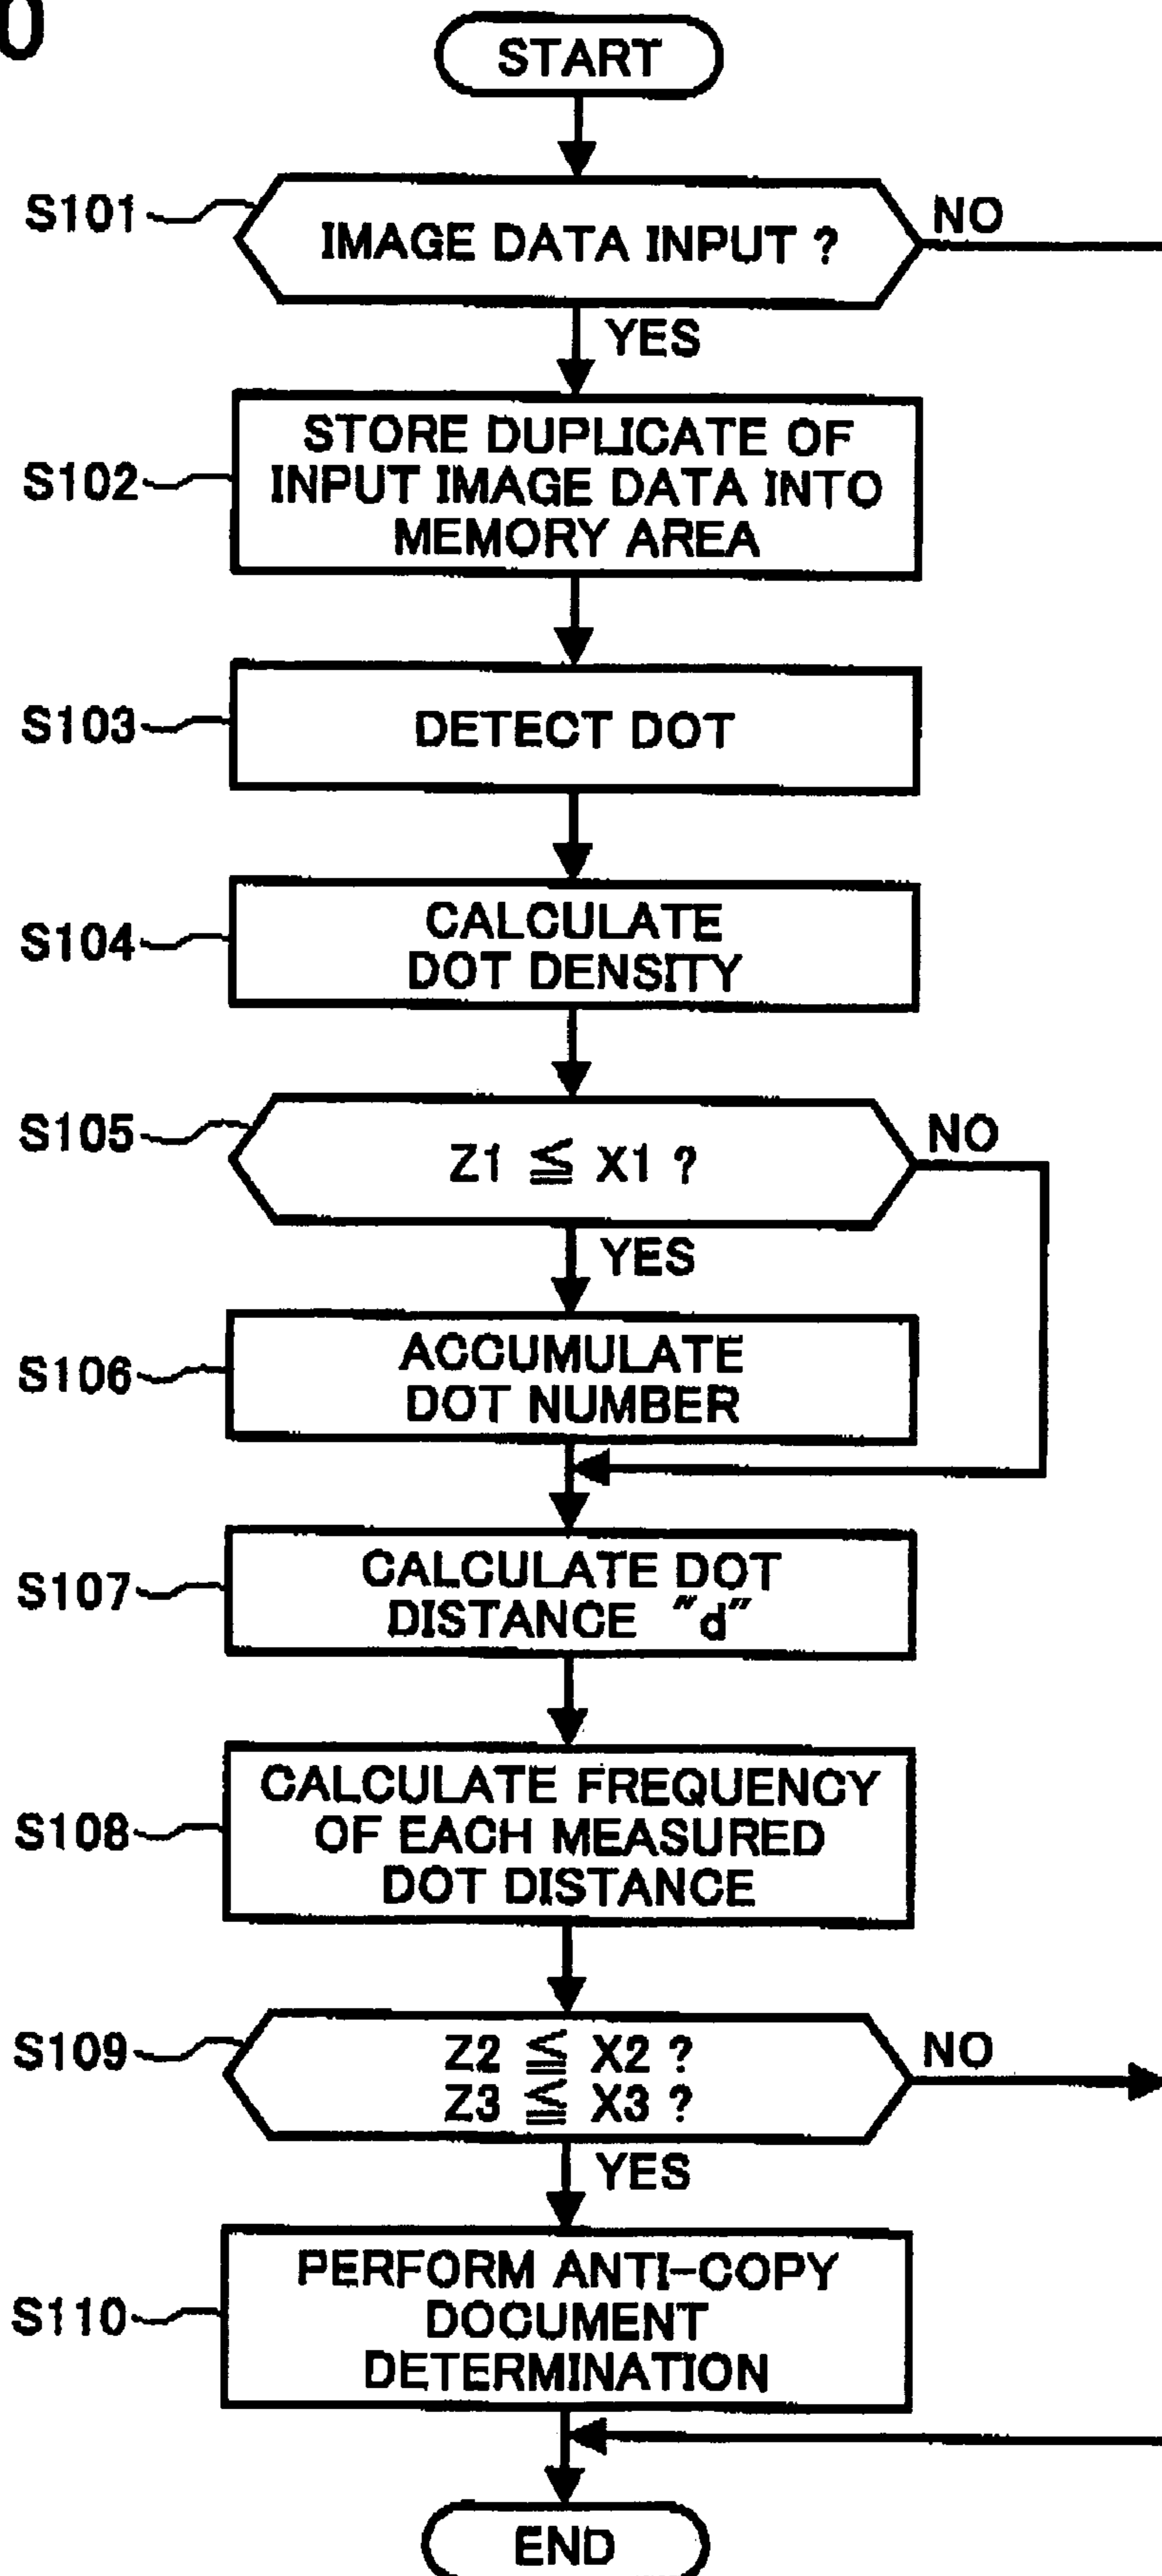 0
START
S101
IMAGE DATA INPUT ?
NO
YES
S102
STORE DUPLICATE OF
INPUT IMAGE DATA INTO
MEMORY AREA
S103
DETECT DOT
S104
CALCULATE
DOT DENSITY
S105
Z1 ≦ X1 ?
NO
YES
S106
ACCUMULATE
DOT NUMBER
S107
CALCULATE DOT
DISTANCE "d"
S108
CALCULATE FREQUENCY
OF EACH MEASURED
DOT DISTANCE
S109
Z2 ≦ X2 ?
Z3 ≦ X3 ?
NO
YES
S110
PERFORM ANTI-COPY
DOCUMENT
DETERMINATION
END